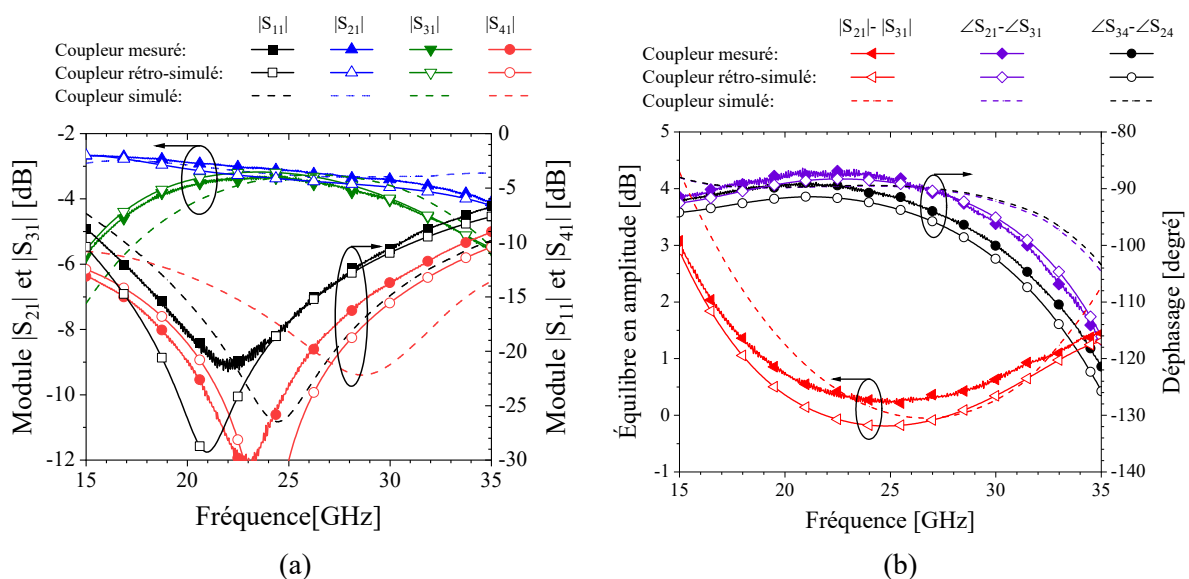 |S11| |S21| |S31| |S41|
Coupleur mesuré:
Coupleur rétro-simulé:
Coupleur simulé:
-2
-4
-6
-8
-10
-12
0
-5
-10
-15
-20
-25
-30
15 20 25 30 35
Module |S21| et |S31| [dB]
Module |S11| et |S41| [dB]
Fréquence[GHz]
(a)
|S21|- |S31| ∠S21-∠S31 ∠S34-∠S24
Coupleur mesuré:
Coupleur rétro-simulé:
Coupleur simulé:
5
4
3
2
1
0
-1
-80
-90
-100
-110
-120
-130
-140
15 20 25 30 35
Équilibre en amplitude [dB]
Déphasage [degré]
Fréquence [GHz]
(b)